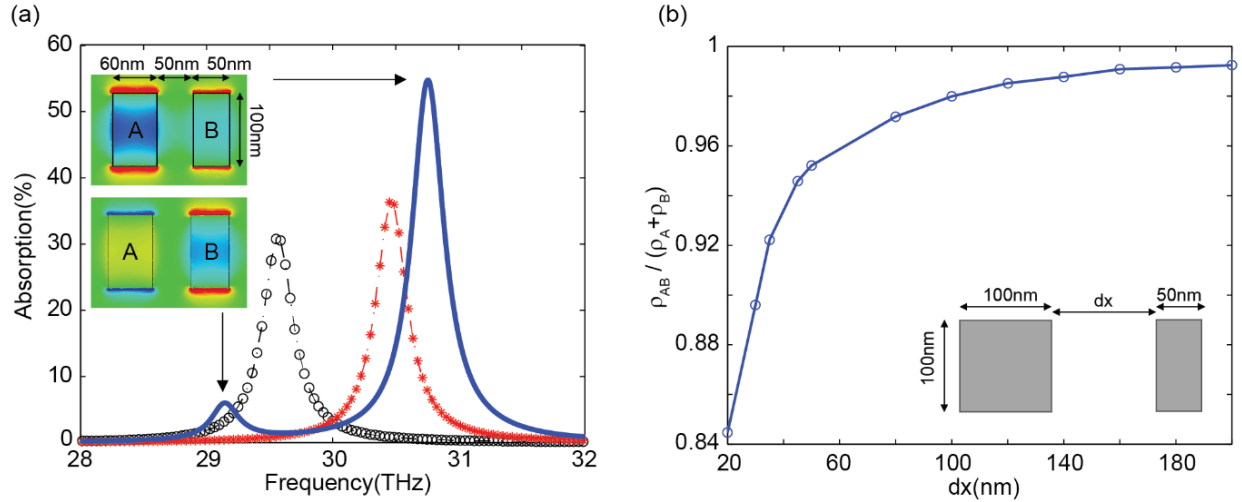 (a)
(b)
60
50
40
30
20
10
0
Absorption(%)
60nm 50nm 50nm
A B
100nm
A B
28 29 30 31 32
Frequency(THz)
1
0.96
0.92
0.88
0.84
ρAB / (ρA+ρB)
100nm dx 50nm
100nm
20 60 100 140 180
dx(nm)